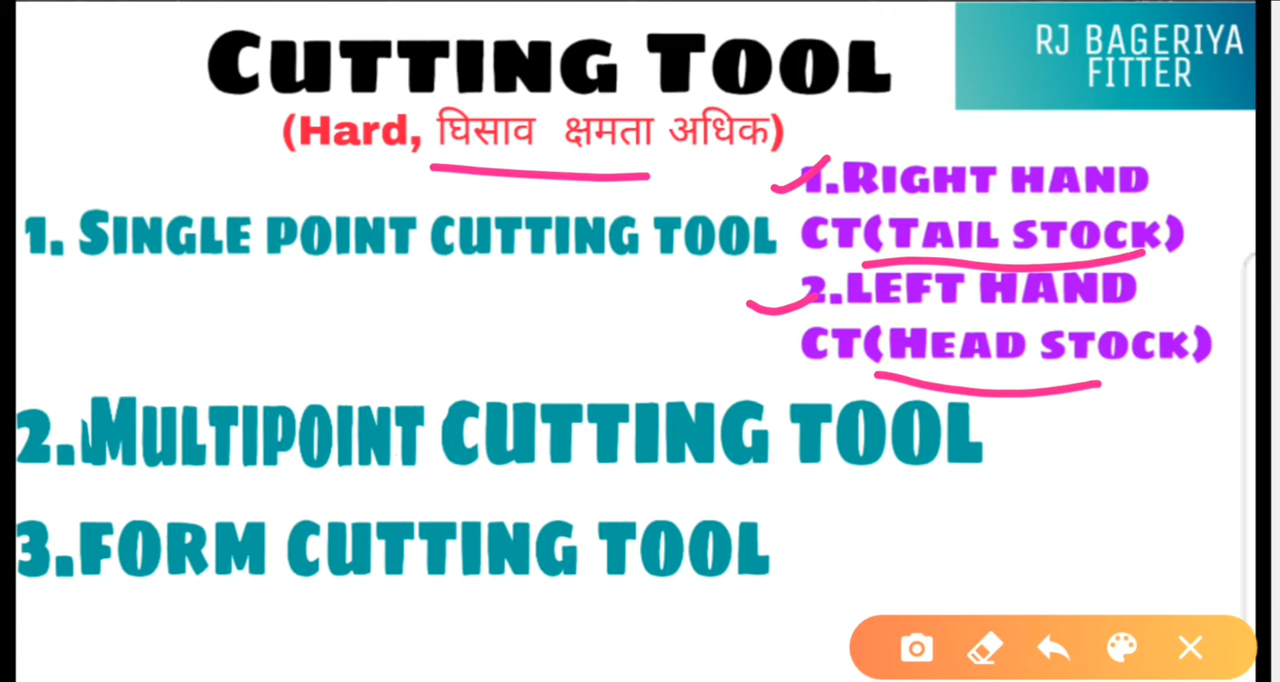 CUTTING TOOL
RJ BAGERIYA
FITTER
(Hard, घिसाव क्षमता अधिक)
1. SINGLE POINT CUTTING TOOL
1.RIGHT HAND
CT(TAIL STOCK)
2.LEFT HAND
CT(HEAD STOCK)
2.MULTIPOINT CUTTING TOOL
3.FORM CUTTING TOOL